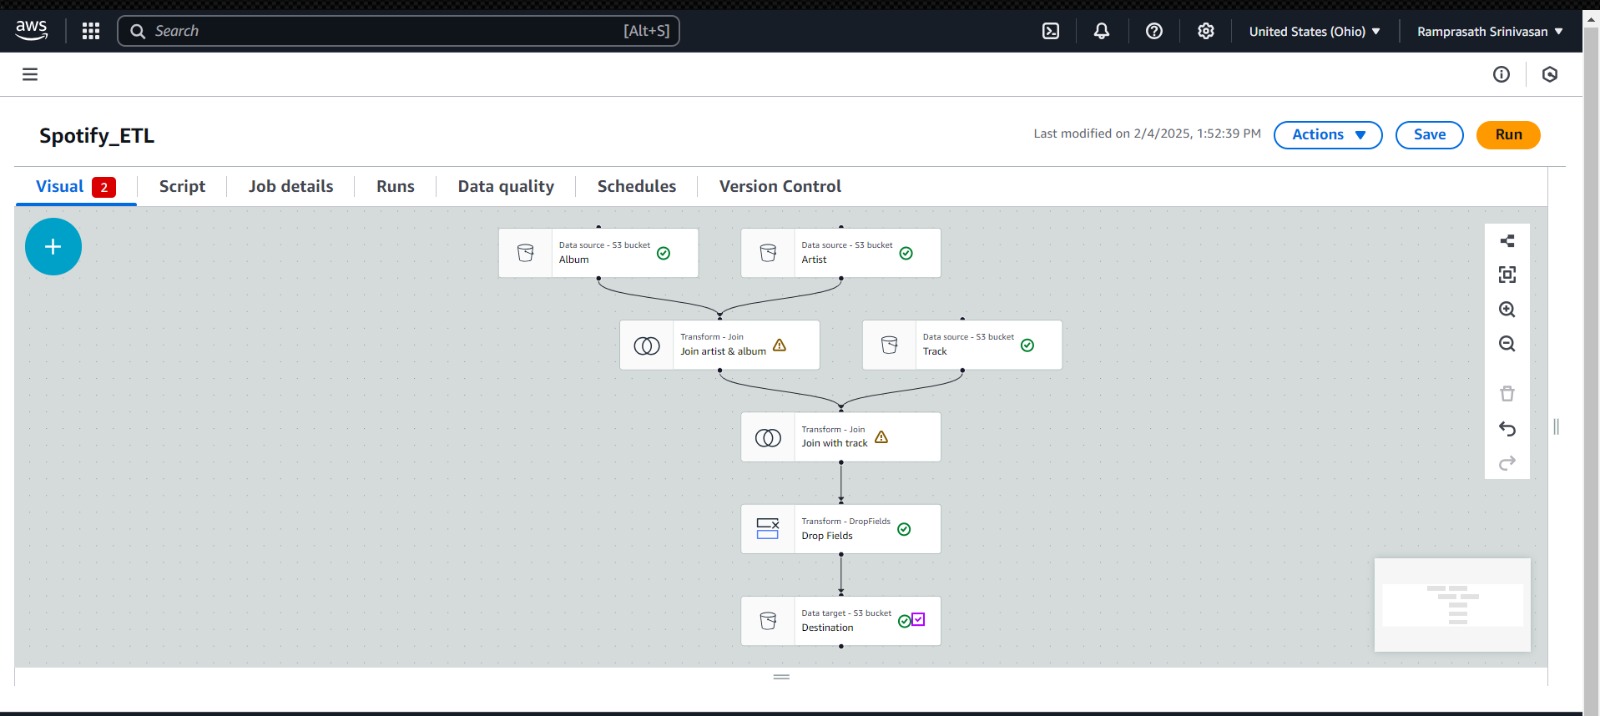 aws
Search
[Alt+S]
United States (Ohio) ▼
Ramprasath Srinivasan ▼
Spotify_ETL
Last modified on 2/4/2025, 1:52:39 PM
Actions ▼
Save
Run
Visual 2
Script
Job details
Runs
Data quality
Schedules
Version Control
Data source - S3 bucket
Album
Data source - S3 bucket
Artist
Transform - Join
Join artist & album
Data source - S3 bucket
Track
Transform - Join
Join with track
Transform - DropFields
Drop Fields
Data target - S3 bucket
Destination